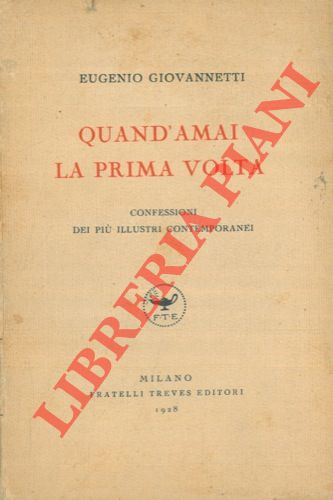 EUGENIO GIOVANNETTI
QUAND'AMAI
LA PRIMA VOLTA
CONFESSIONI
DEI PIÙ ILLUSTRI CONTEMPORANEI
F·T·E
MILANO
FRATELLI TREVES EDITORI
1928
LIBRERIA PIANI